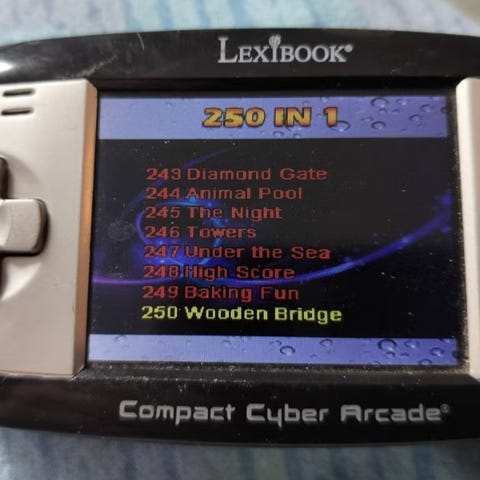 LEXIBOOK®
250 IN 1
243 Diamond Gate
244 Animal Pool
245 The Night
246 Towers
247 Under the Sea
248 High Score
249 Baking Fun
250 Wooden Bridge
Compact Cyber Arcade®